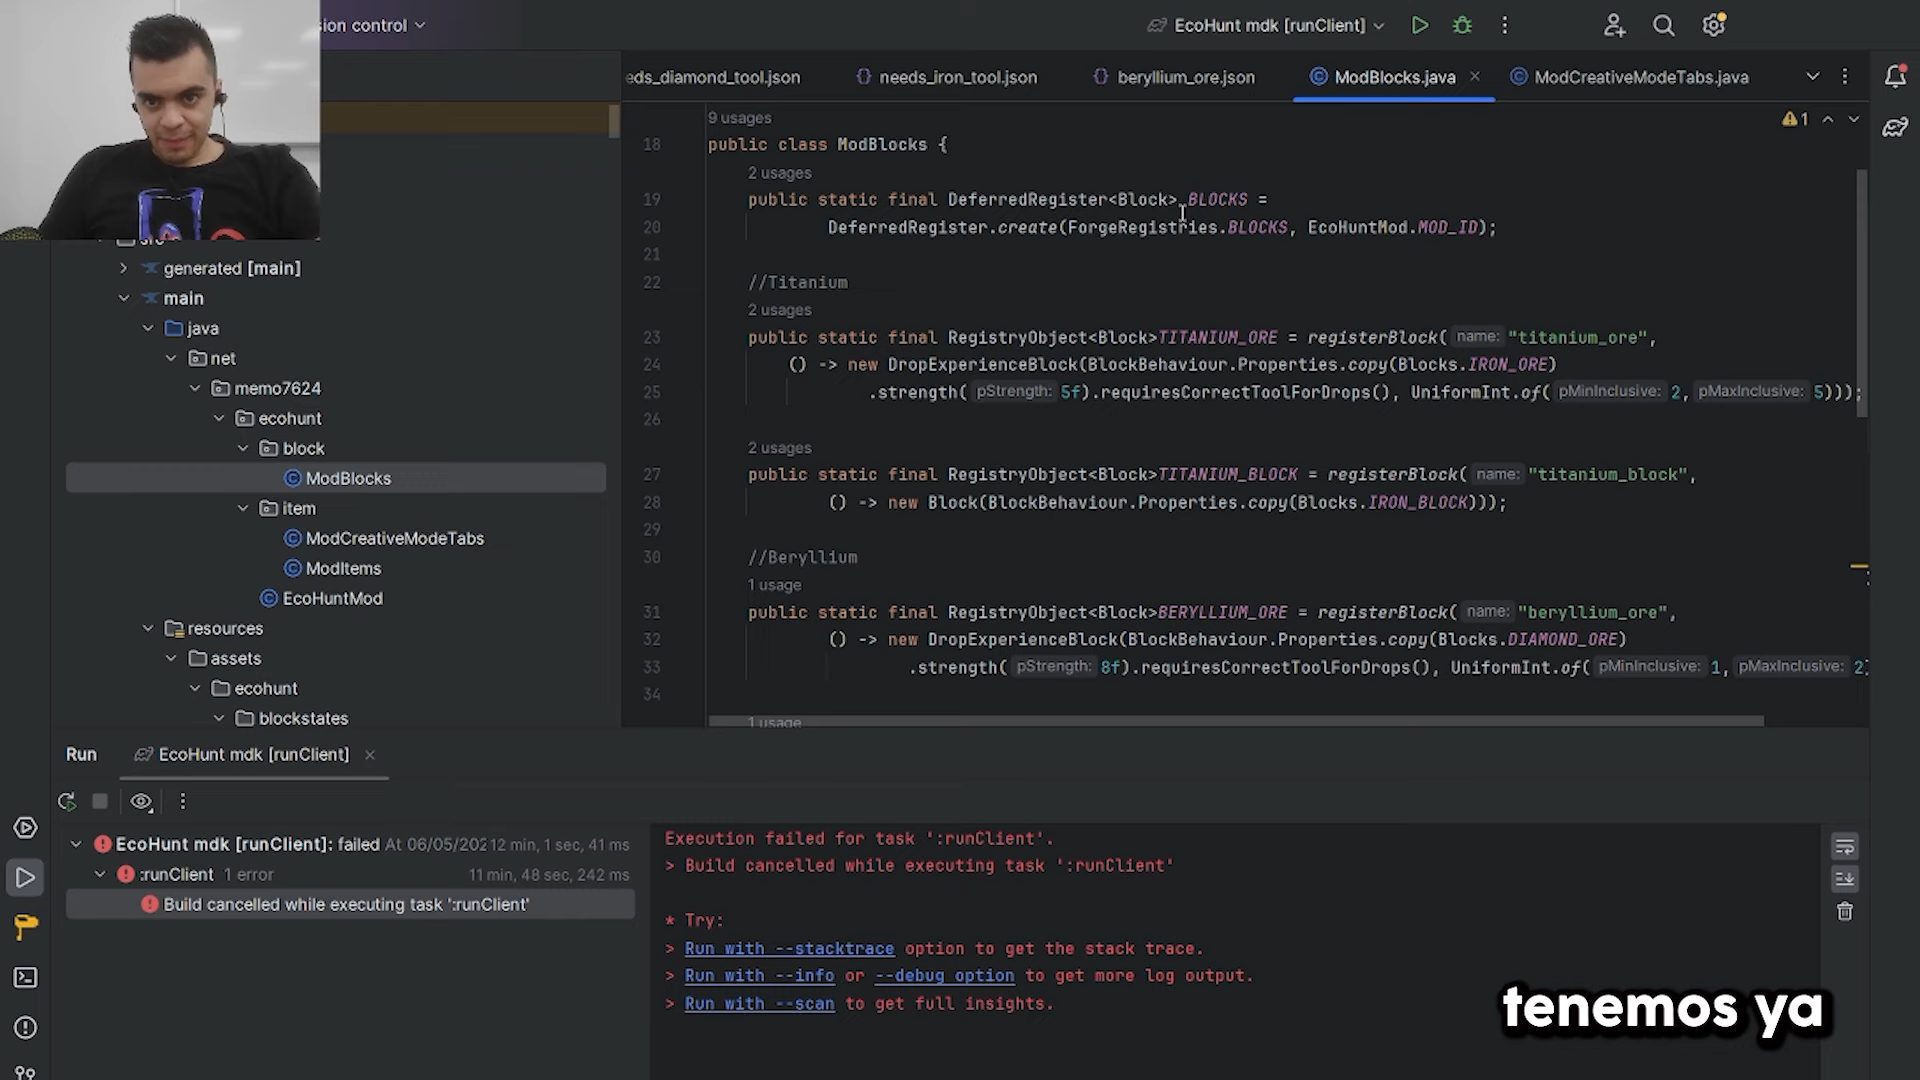 sion control
EcoHunt mdk [runClient]
eds_diamond_tool.json
needs_iron_tool.json
beryllium_ore.json
ModBlocks.java
ModCreativeModeTabs.java
src
generated [main]
main
java
net
memo7624
ecohunt
block
ModBlocks
item
ModCreativeModeTabs
ModItems
EcoHuntMod
resources
assets
ecohunt
blockstates
9 usages
1
18 public class ModBlocks {
2 usages
19 public static final DeferredRegister<Block> BLOCKS =
20 DeferredRegister.create(ForgeRegistries.BLOCKS, EcoHuntMod.MOD_ID);
21
22 //Titanium
2 usages
23 public static final RegistryObject<Block>TITANIUM_ORE = registerBlock( name: "titanium_ore",
24 () -> new DropExperienceBlock(BlockBehaviour.Properties.copy(Blocks.IRON_ORE)
25 .strength( pStrength: 5f).requiresCorrectToolForDrops(), UniformInt.of( pMinInclusive: 2, pMaxInclusive: 5)));
26
2 usages
27 public static final RegistryObject<Block>TITANIUM_BLOCK = registerBlock( name: "titanium_block",
28 () -> new Block(BlockBehaviour.Properties.copy(Blocks.IRON_BLOCK)));
29
30 //Beryllium
1 usage
31 public static final RegistryObject<Block>BERYLLIUM_ORE = registerBlock( name: "beryllium_ore",
32 () -> new DropExperienceBlock(BlockBehaviour.Properties.copy(Blocks.DIAMOND_ORE)
33 .strength( pStrength: 8f).requiresCorrectToolForDrops(), UniformInt.of( pMinInclusive: 1, pMaxInclusive: 2)
34
1 usage
Run
EcoHunt mdk [runClient]
EcoHunt mdk [runClient]: failed At 06/05/202 12 min, 1 sec, 41 ms
:runClient 1 error 11 min, 48 sec, 242 ms
Build cancelled while executing task ':runClient'
Execution failed for task ':runClient'.
> Build cancelled while executing task ':runClient'
* Try:
> Run with --stacktrace option to get the stack trace.
> Run with --info or --debug option to get more log output.
> Run with --scan to get full insights.
tenemos ya